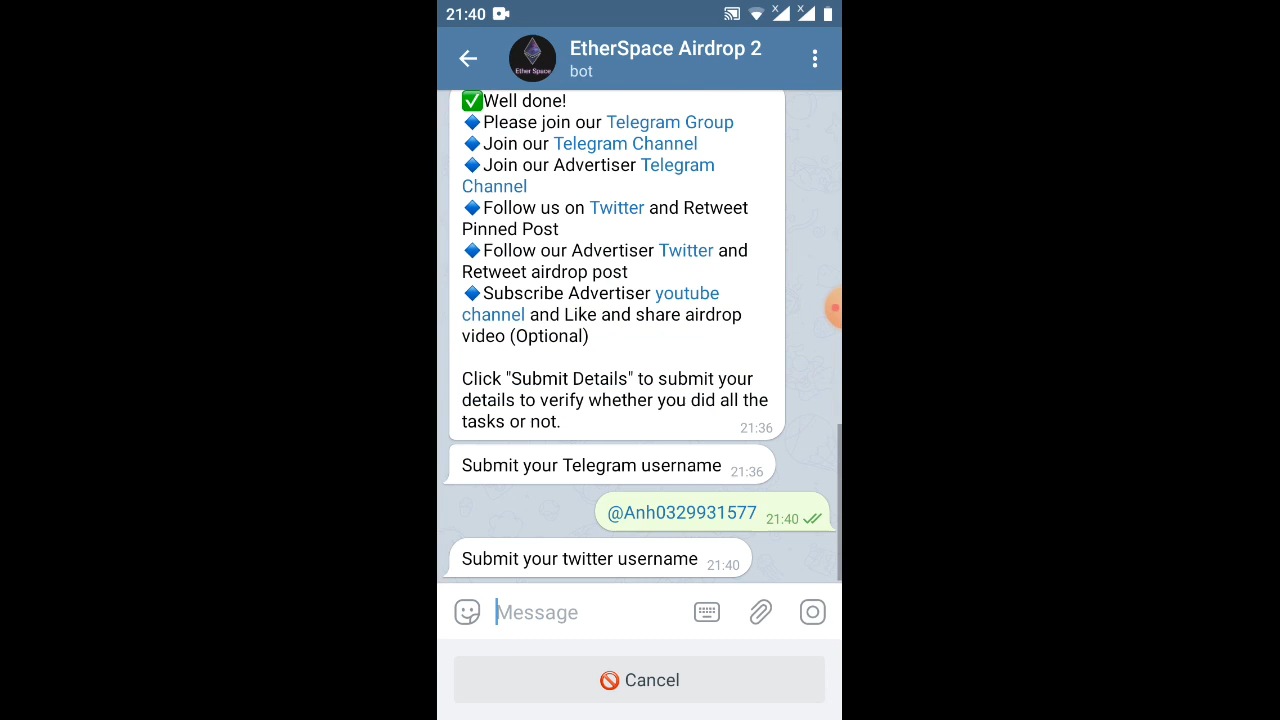 21:40
EtherSpace Airdrop 2
bot
Ether Space
✅Well done!
🔷Please join our Telegram Group
🔷Join our Telegram Channel
🔷Join our Advertiser Telegram
Channel
🔷Follow us on Twitter and Retweet
Pinned Post
🔷Follow our Advertiser Twitter and
Retweet airdrop post
🔷Subscribe Advertiser youtube
channel and Like and share airdrop
video (Optional)
Click "Submit Details" to submit your
details to verify whether you did all the
tasks or not.
21:36
Submit your Telegram username 21:36
@Anh0329931577 21:40
Submit your twitter username 21:40
Message
🚫 Cancel